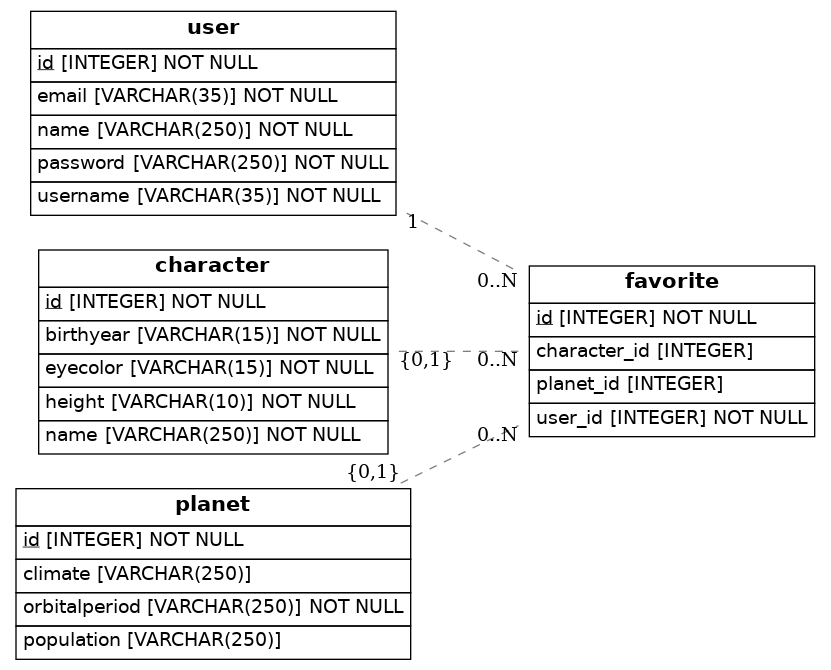 user
id [INTEGER] NOT NULL
email [VARCHAR(35)] NOT NULL
name [VARCHAR(250)] NOT NULL
password [VARCHAR(250)] NOT NULL
username [VARCHAR(35)] NOT NULL
1
0..N
character
id [INTEGER] NOT NULL
birthyear [VARCHAR(15)] NOT NULL
eyecolor [VARCHAR(15)] NOT NULL
height [VARCHAR(10)] NOT NULL
name [VARCHAR(250)] NOT NULL
{0,1}
0..N
favorite
id [INTEGER] NOT NULL
character_id [INTEGER]
planet_id [INTEGER]
user_id [INTEGER] NOT NULL
0..N
{0,1}
planet
id [INTEGER] NOT NULL
climate [VARCHAR(250)]
orbitalperiod [VARCHAR(250)] NOT NULL
population [VARCHAR(250)]